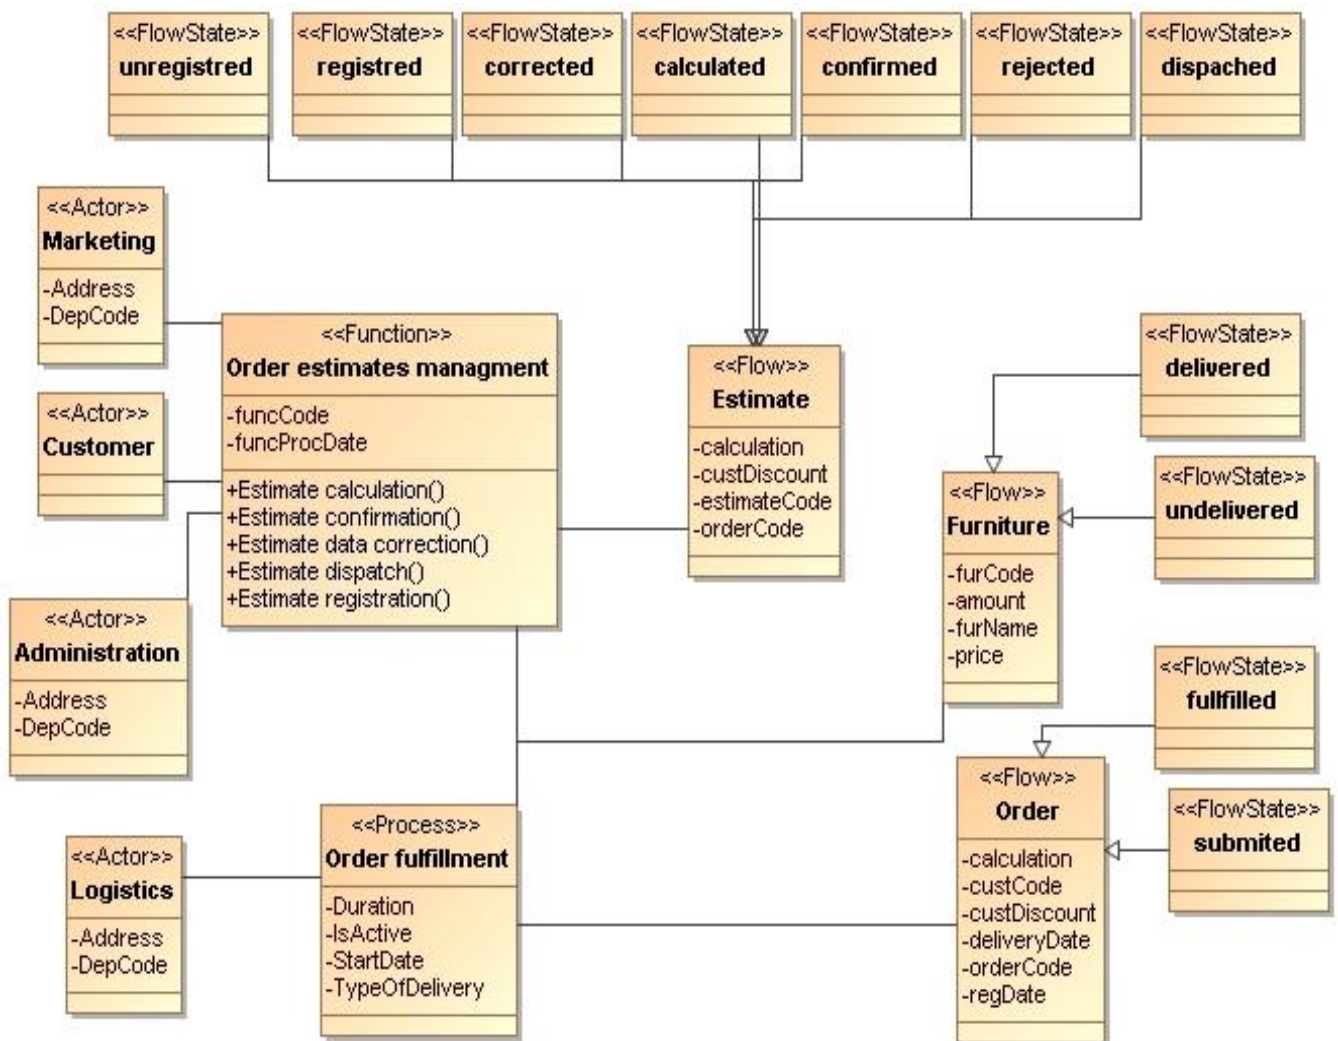 <<FlowState>>
unregistred
<<FlowState>>
registred
<<FlowState>>
corrected
<<FlowState>>
calculated
<<FlowState>>
confirmed
<<FlowState>>
rejected
<<FlowState>>
dispached
<<Actor>>
Marketing
-Address
-DepCode
<<Function>>
Order estimates managment
-funcCode
-funcProcDate
+Estimate calculation()
+Estimate confirmation()
+Estimate data correction()
+Estimate dispatch()
+Estimate registration()
<<Flow>>
Estimate
-calculation
-custDiscount
-estimateCode
-orderCode
<<FlowState>>
delivered
<<Actor>>
Customer
<<FlowState>>
undelivered
<<Flow>>
Furniture
-furCode
-amount
-furName
-price
<<Actor>>
Administration
-Address
-DepCode
<<FlowState>>
fullfilled
<<Flow>>
Order
-calculation
-custCode
-custDiscount
-deliveryDate
-orderCode
-regDate
<<FlowState>>
submited
<<Process>>
Order fulfillment
-Duration
-IsActive
-StartDate
-TypeOfDelivery
<<Actor>>
Logistics
-Address
-DepCode